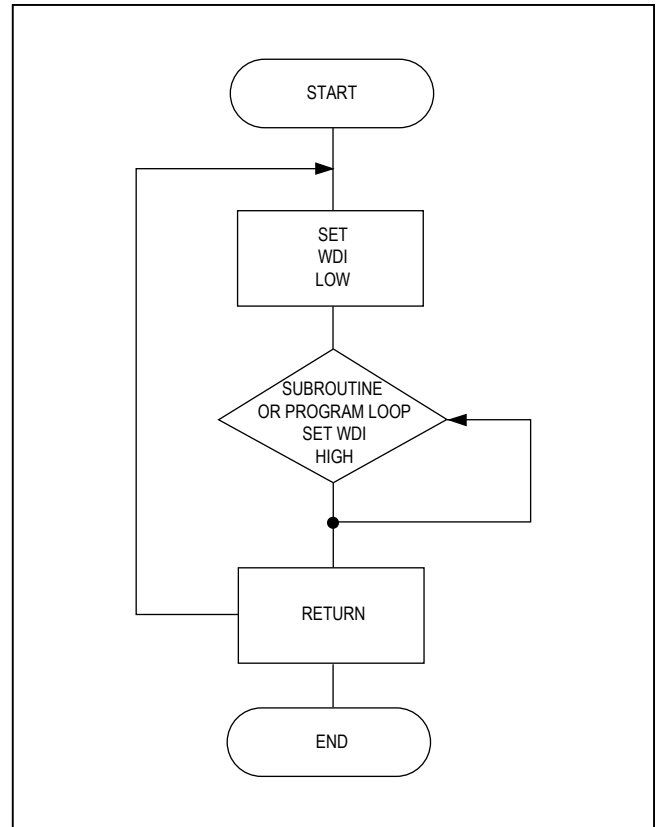 START
SET
WDI
LOW
SUBROUTINE
OR PROGRAM LOOP
SET WDI
HIGH
RETURN
END